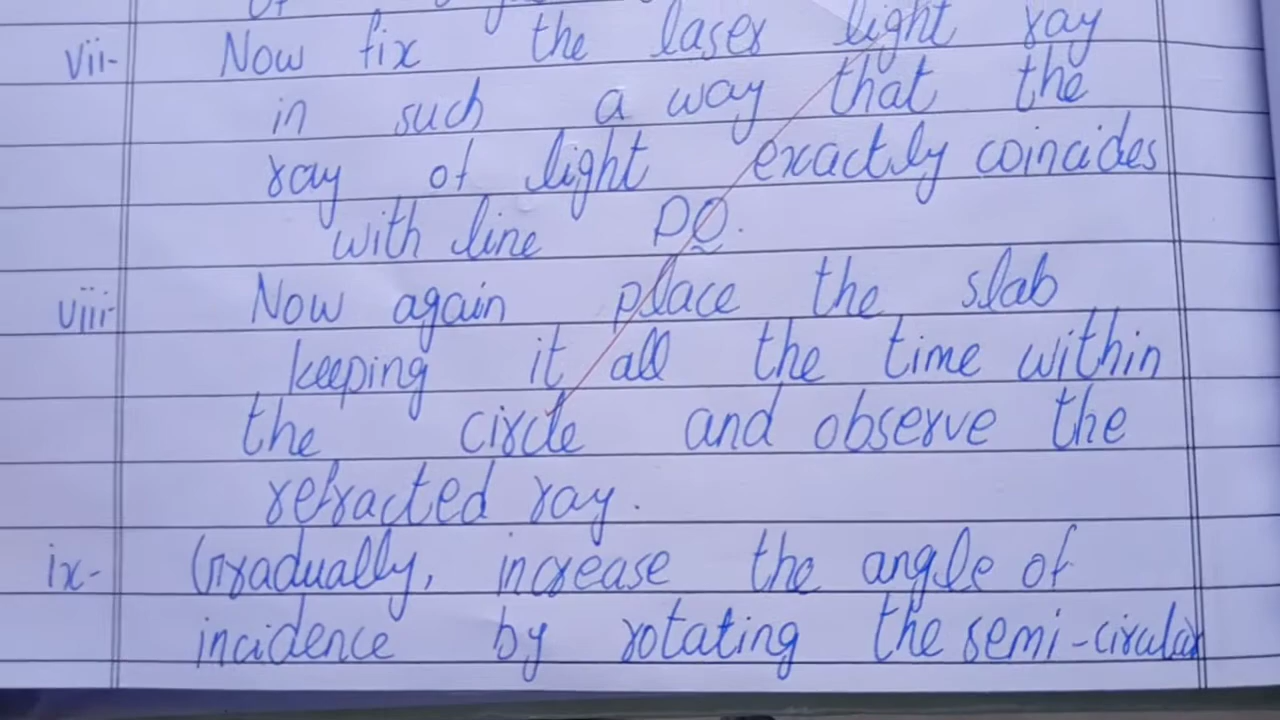 vii- Now fix the laser light ray
in such a way that the
ray of light exactly coincides
with line PQ.
viii- Now again place the slab
keeping it all the time within
the circle and observe the
refracted ray.
ix- Gradually, increase the angle of
incidence by rotating the semi-cirular